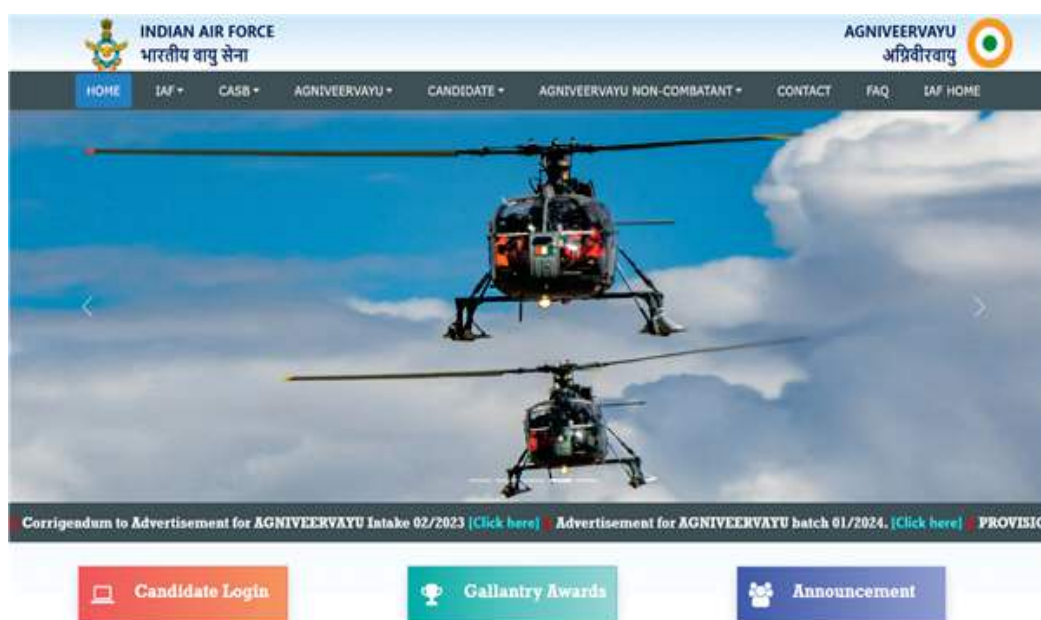 INDIAN AIR FORCE
भारतीय वायु सेना
AGNIVEERVAYU
अग्निवीरवायु
HOME IAF CASB AGNIVEERVAYU CANDIDATE AGNIVEERVAYU NON-COMBATANT CONTACT FAQ IAF HOME
Corrigendum to Advertisement for AGNIVEERVAYU Intake 02/2023 [Click here] || Advertisement for AGNIVEERVAYU batch 01/2024. [Click here] || PROVISIO
Candidate Login
Gallantry Awards
Announcement